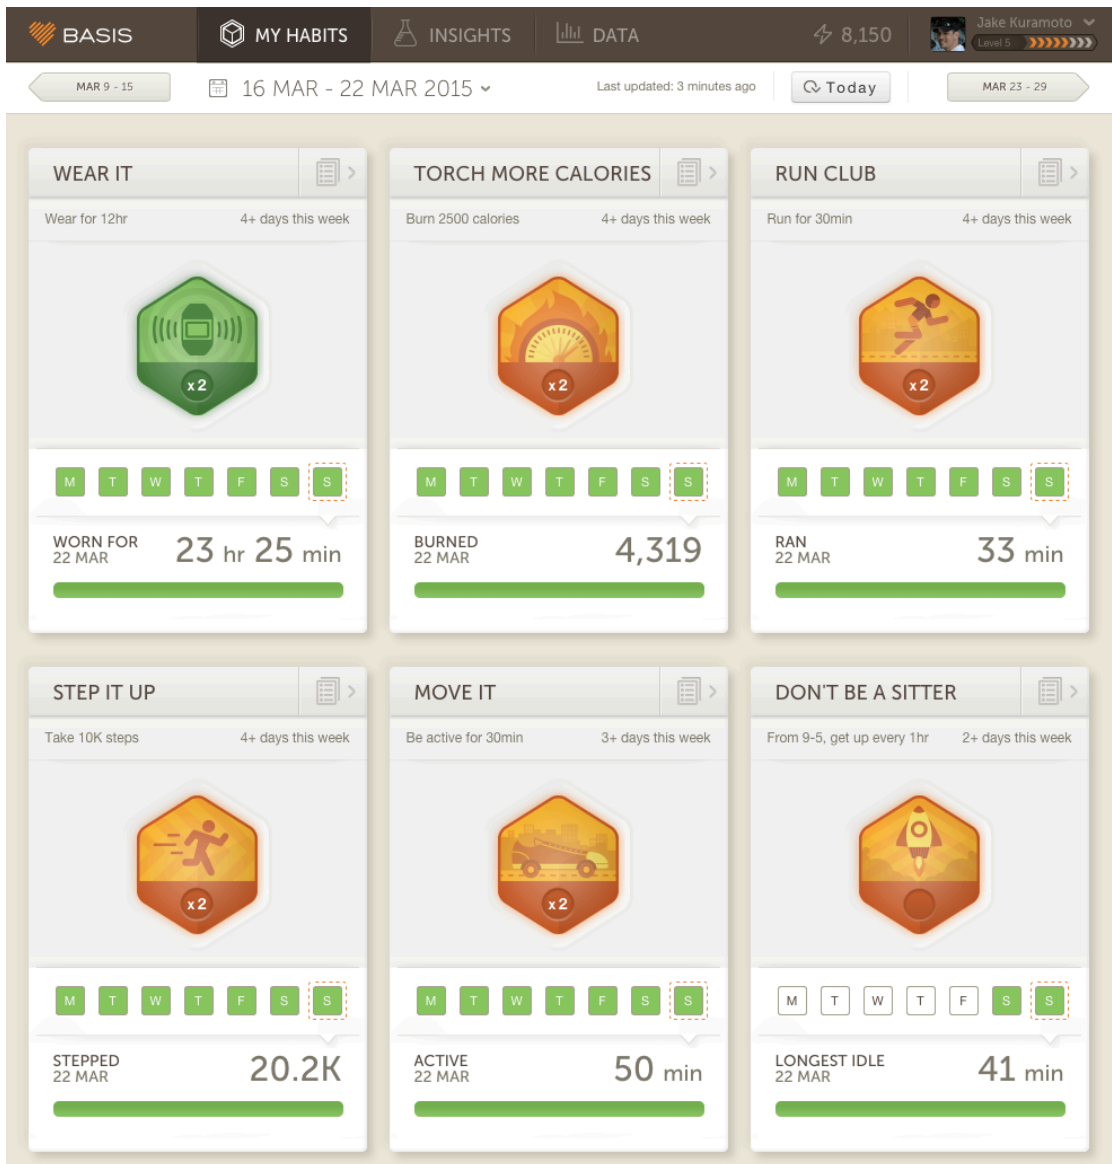 BASIS
MY HABITS
INSIGHTS
DATA
8,150
Jake Kuramoto
Level 5
MAR 9 - 15
16 MAR - 22 MAR 2015
Last updated: 3 minutes ago
Today
MAR 23 - 29
WEAR IT
Wear for 12hr 4+ days this week
x2
M T W T F S S
WORN FOR
22 MAR
23 hr 25 min
TORCH MORE CALORIES
Burn 2500 calories 4+ days this week
x2
M T W T F S S
BURNED
22 MAR
4,319
RUN CLUB
Run for 30min 4+ days this week
x2
M T W T F S S
RAN
22 MAR
33 min
STEP IT UP
Take 10K steps 4+ days this week
x2
M T W T F S S
STEPPED
22 MAR
20.2K
MOVE IT
Be active for 30min 3+ days this week
x2
M T W T F S S
ACTIVE
22 MAR
50 min
DON'T BE A SITTER
From 9-5, get up every 1hr 2+ days this week
M T W T F S S
LONGEST IDLE
22 MAR
41 min